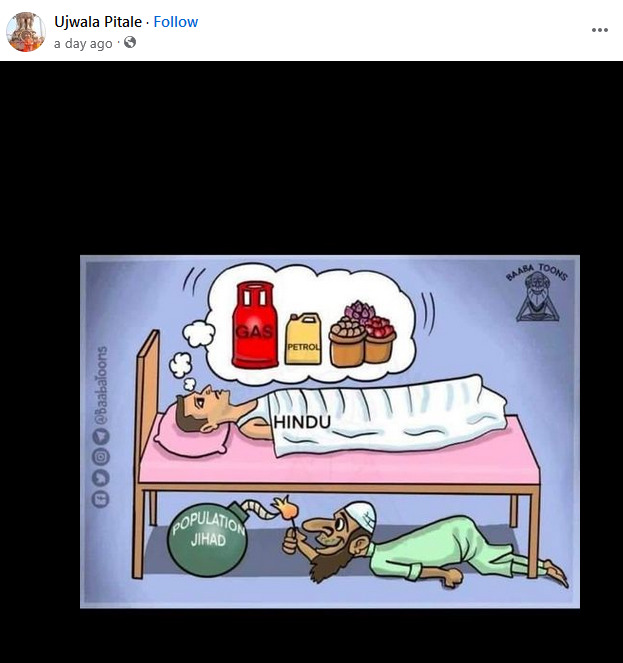 Ujwala Pitale · Follow
a day ago ·
BAABA TOONS
GAS
PETROL
@BaabaToons
HINDU
POPULATION
JIHAD